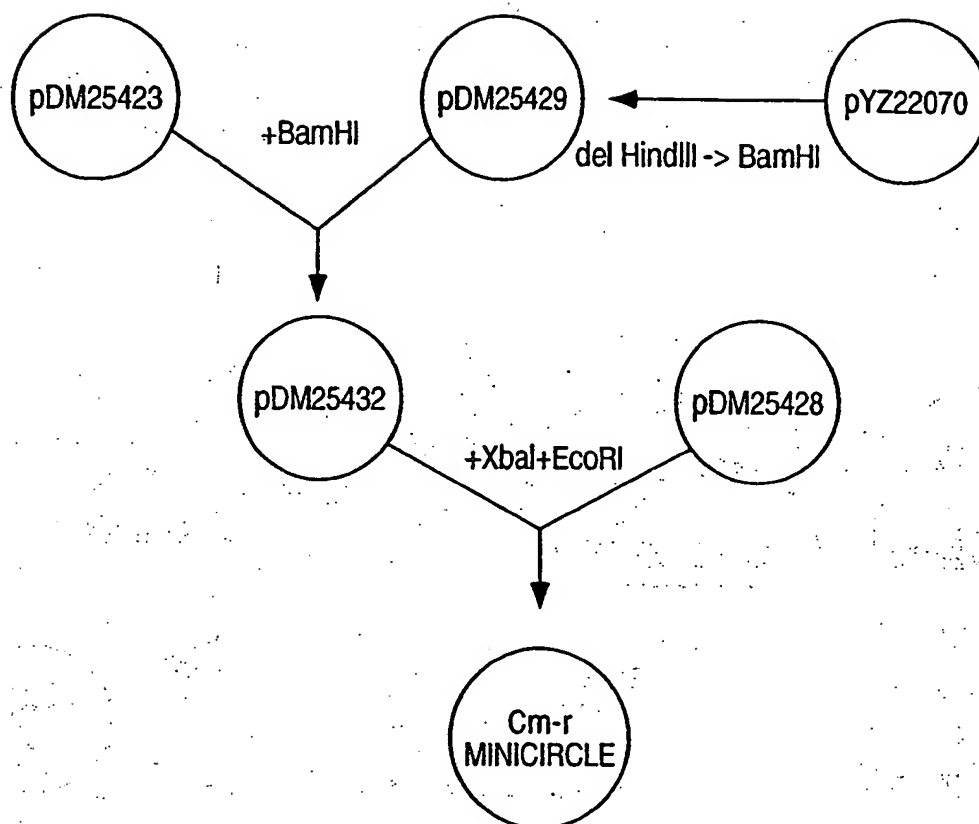 pDM25423
pDM25429
pYZ22070
+BamHI
del HindIII -> BamHI
pDM25432
pDM25428
+XbaI+EcoRI
Cm-r
MINICIRCLE